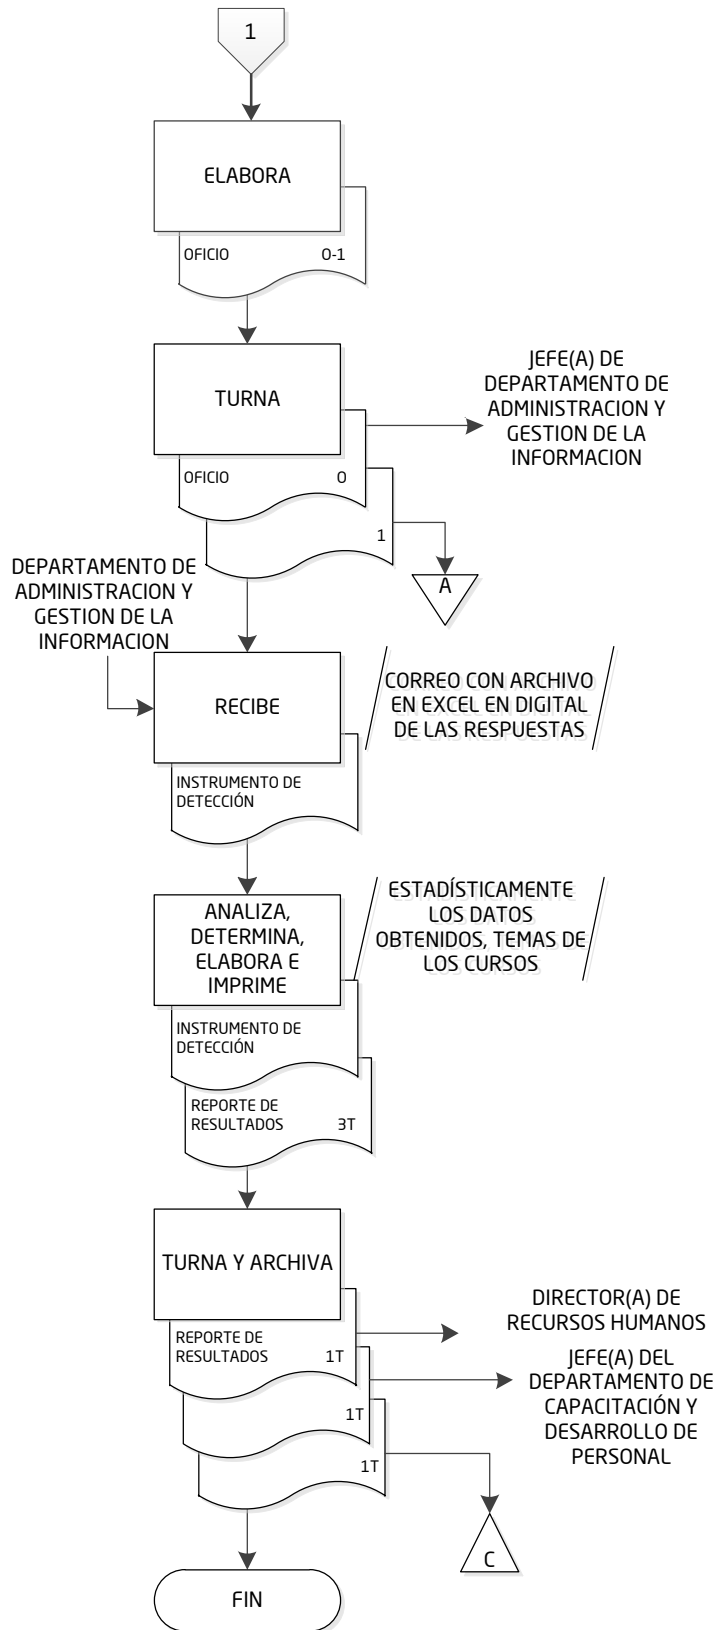 1
ELABORA
OFICIO 0-1
TURNA
OFICIO 0
1
JEFE(A) DE
DEPARTAMENTO DE
ADMINISTRACION Y
GESTION DE LA
INFORMACION
A
DEPARTAMENTO DE
ADMINISTRACION Y
GESTION DE LA
INFORMACION
RECIBE
CORREO CON ARCHIVO
EN EXCEL EN DIGITAL
DE LAS RESPUESTAS
INSTRUMENTO DE
DETECCIÓN
ANALIZA,
DETERMINA,
ELABORA E
IMPRIME
ESTADÍSTICAMENTE
LOS DATOS
OBTENIDOS, TEMAS DE
LOS CURSOS
INSTRUMENTO DE
DETECCIÓN
REPORTE DE
RESULTADOS 3T
TURNA Y ARCHIVA
REPORTE DE
RESULTADOS 1T
1T
1T
DIRECTOR(A) DE
RECURSOS HUMANOS
JEFE(A) DEL
DEPARTAMENTO DE
CAPACITACIÓN Y
DESARROLLO DE
PERSONAL
C
FIN